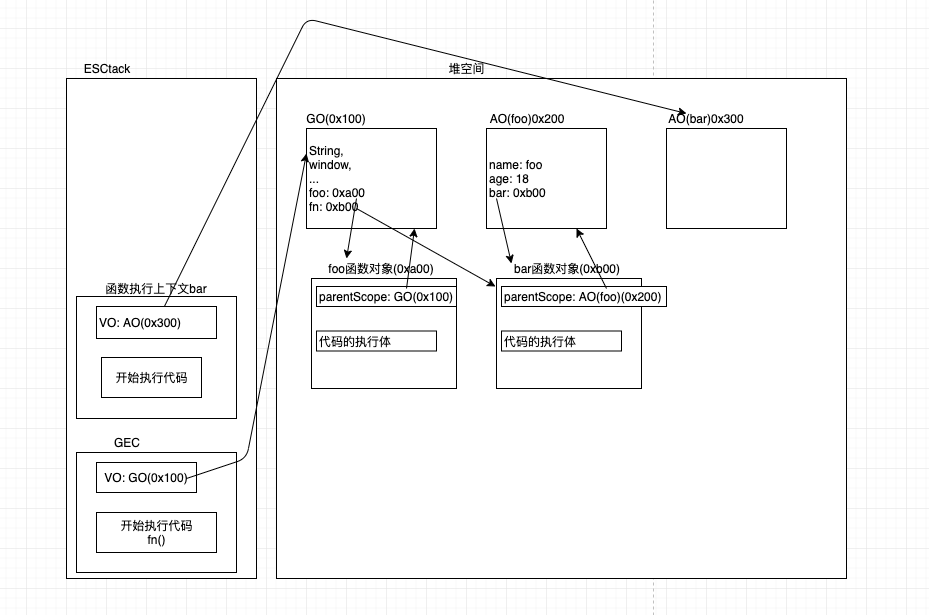 ESCtack
堆空间
GO(0x100)
String,
window,
...
foo: 0xa00
fn: 0xb00
AO(foo)0x200
name: foo
age: 18
bar: 0xb00
AO(bar)0x300
foo函数对象(0xa00)
parentScope: GO(0x100)
代码的执行体
bar函数对象(0xb00)
parentScope: AO(foo)(0x200)
代码的执行体
函数执行上下文bar
VO: AO(0x300)
开始执行代码
GEC
VO: GO(0x100)
开始执行代码
fn()